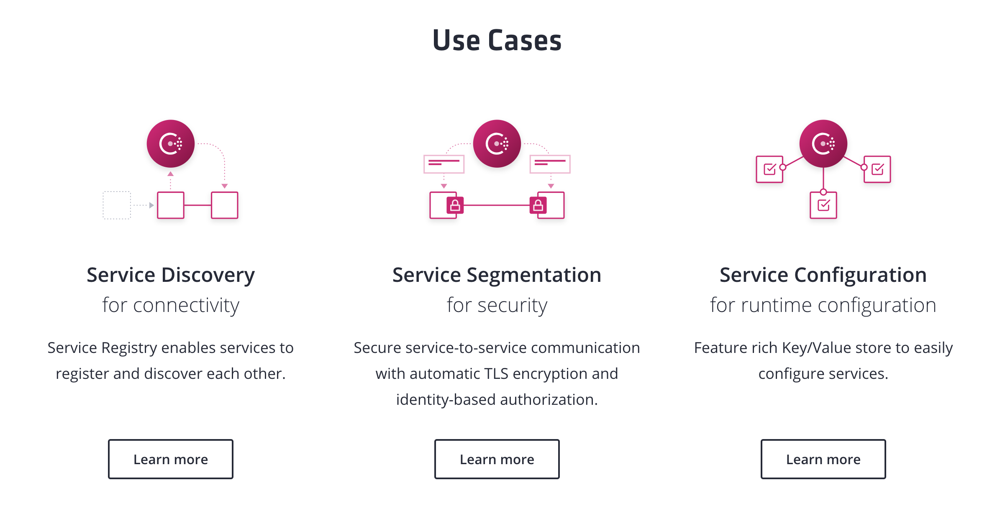 Use Cases
Service Discovery
for connectivity
Service Registry enables services to
register and discover each other.
Learn more
Service Segmentation
for security
Secure service-to-service communication
with automatic TLS encryption and
identity-based authorization.
Learn more
Service Configuration
for runtime configuration
Feature rich Key/Value store to easily
configure services.
Learn more